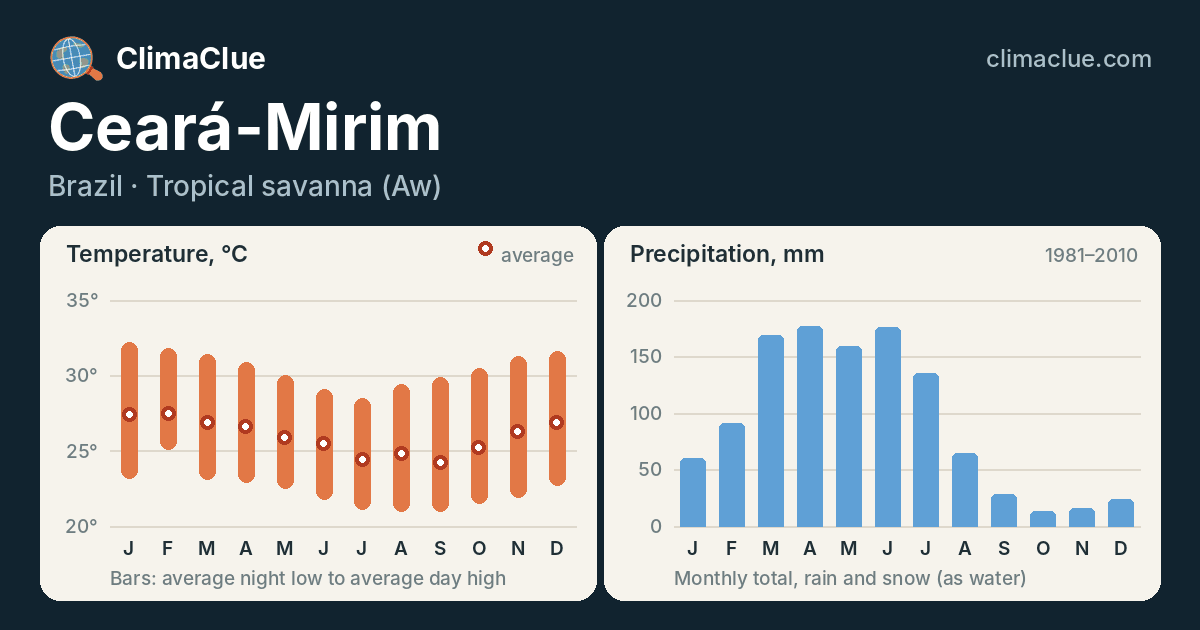 ClimaClue
climaclue.com
Ceará-Mirim
Brazil · Tropical savanna (Aw)
Temperature, °C
average
35°
30°
25°
20°
J F M A M J J A S O N D
Bars: average night low to average day high
Precipitation, mm
1981–2010
200
150
100
50
0
J F M A M J J A S O N D
Monthly total, rain and snow (as water)